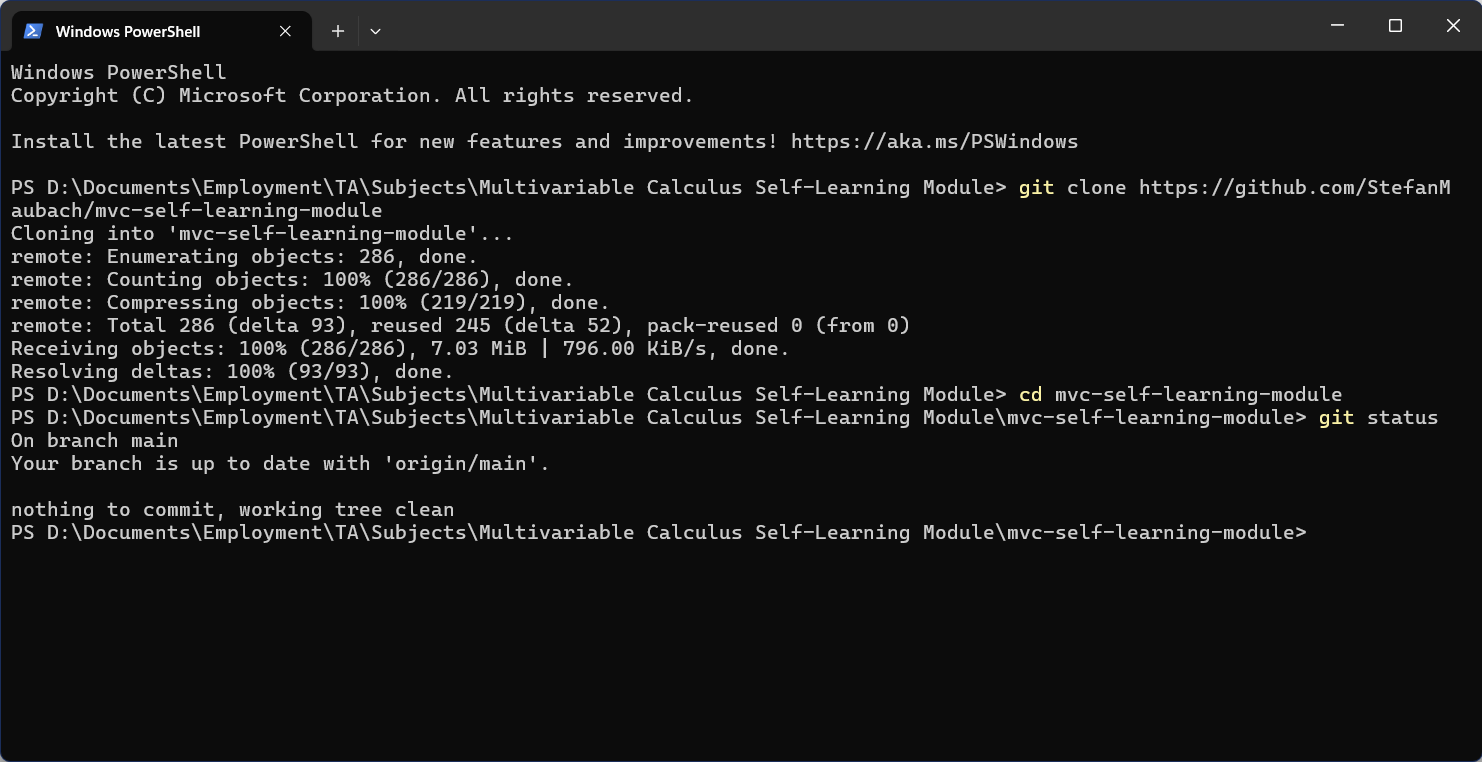 Windows PowerShell
Windows PowerShell
Copyright (C) Microsoft Corporation. All rights reserved.
Install the latest PowerShell for new features and improvements! https://aka.ms/PSWindows
PS D:\Documents\Employment\TA\Subjects\Multivariable Calculus Self-Learning Module> git clone https://github.com/StefanM
aubach/mvc-self-learning-module
Cloning into 'mvc-self-learning-module'...
remote: Enumerating objects: 286, done.
remote: Counting objects: 100% (286/286), done.
remote: Compressing objects: 100% (219/219), done.
remote: Total 286 (delta 93), reused 245 (delta 52), pack-reused 0 (from 0)
Receiving objects: 100% (286/286), 7.03 MiB | 796.00 KiB/s, done.
Resolving deltas: 100% (93/93), done.
PS D:\Documents\Employment\TA\Subjects\Multivariable Calculus Self-Learning Module> cd mvc-self-learning-module
PS D:\Documents\Employment\TA\Subjects\Multivariable Calculus Self-Learning Module\mvc-self-learning-module> git status
On branch main
Your branch is up to date with 'origin/main'.
nothing to commit, working tree clean
PS D:\Documents\Employment\TA\Subjects\Multivariable Calculus Self-Learning Module\mvc-self-learning-module>